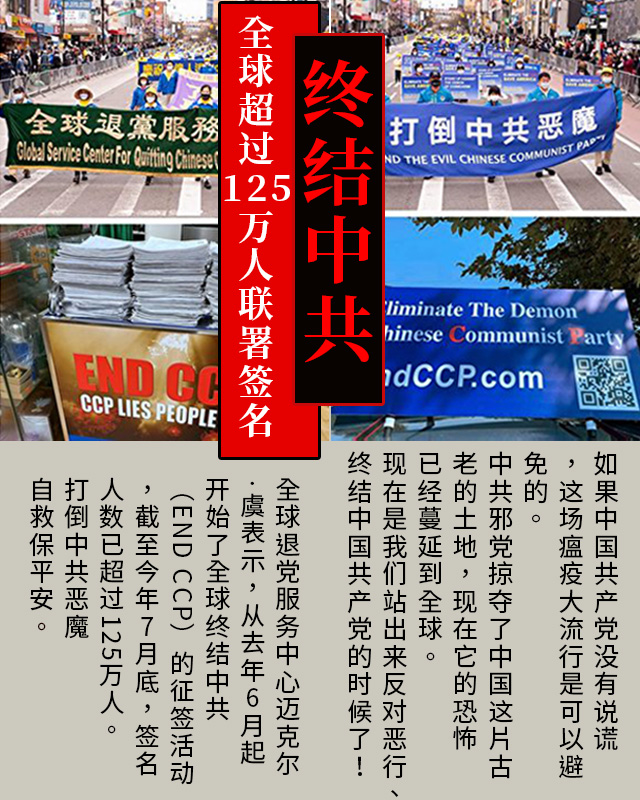 全球退黨服務
Global Service Center For Quitting Chinese C
打倒中共恶魔
ND THE EVIL CHINESE COMMUNIST PARTY
终结中共
全球超过125万人联署签名
END CC
CCP LIES PEOPLE
Eliminate The Demon
Chinese Communist Party
ndCCP.com
如果中国共产党没有说谎
，这场瘟疫大流行是可以避
免的。
中共邪党掠夺了中国这片古
老的土地，现在它的恐怖
已经蔓延到全球。
现在是我们站出来反对恶行、
终结中国共产党的时候了！
全球退党服务中心迈克尔
·虞表示，从去年6月起
开始了全球终结中共
（END CCP）的征签活动
，截至今年7月底，签名
人数已超过125万人。
打倒中共恶魔
自救保平安。